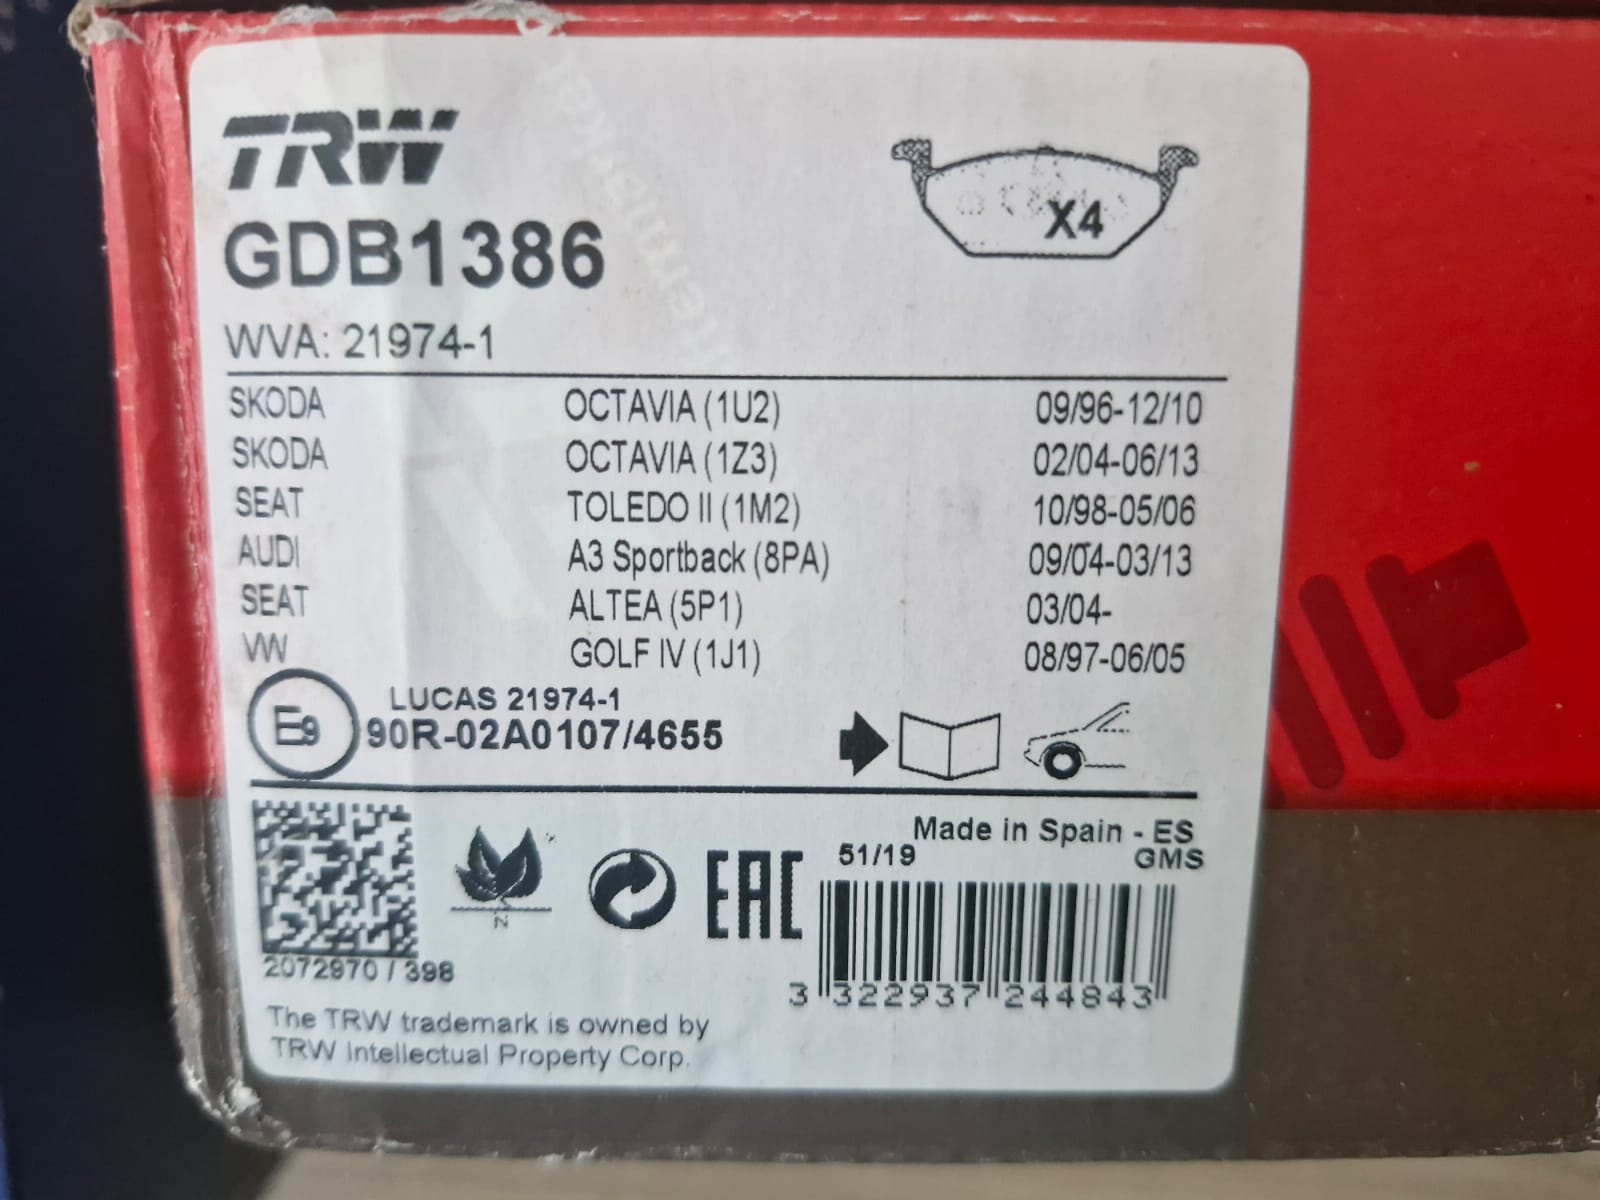 TRW
GDB1386
X4
WVA: 21974-1
SKODA OCTAVIA (1U2) 09/96-12/10
SKODA OCTAVIA (1Z3) 02/04-06/13
SEAT TOLEDO II (1M2) 10/98-05/06
AUDI A3 Sportback (8PA) 09/04-03/13
SEAT ALTEA (5P1) 03/04-
VW GOLF IV (1J1) 08/97-06/05
LUCAS 21974-1
E9 90R-02A0107/4655
Made in Spain - ES
51/19 GMS
N
EAC
2072970 / 398
3 322937 244843
The TRW trademark is owned by
TRW Intellectual Property Corp.